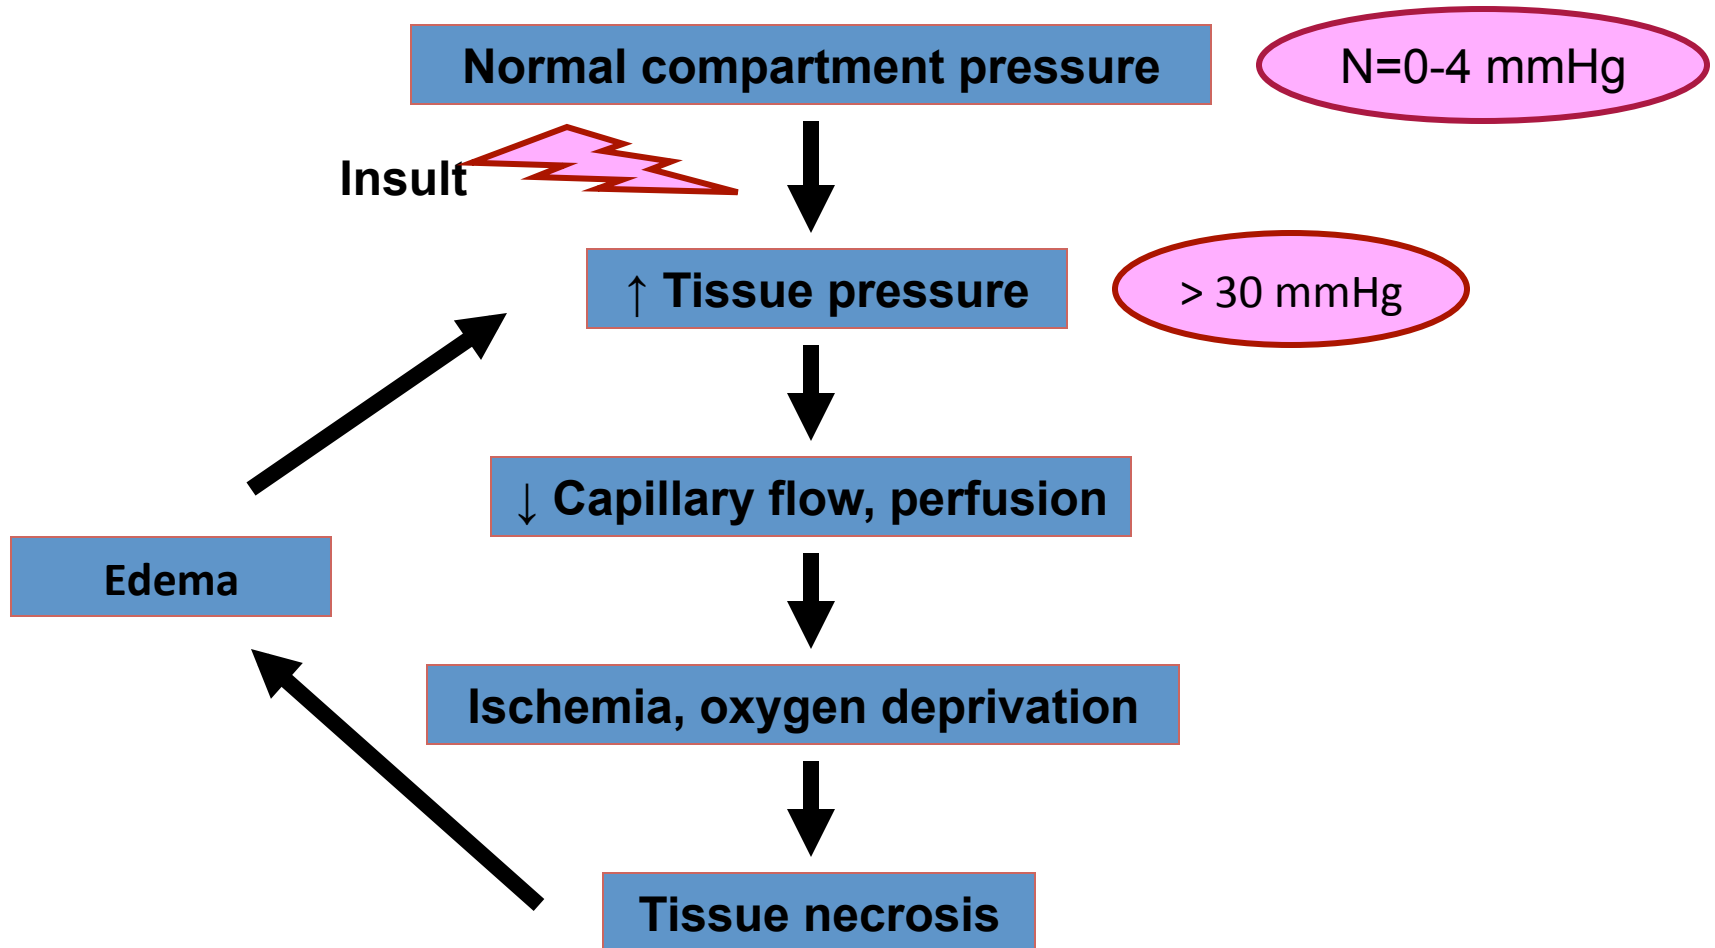 Normal compartment pressure
N=0-4 mmHg
Insult
↑ Tissue pressure
> 30 mmHg
↓ Capillary flow, perfusion
Edema
Ischemia, oxygen deprivation
Tissue necrosis